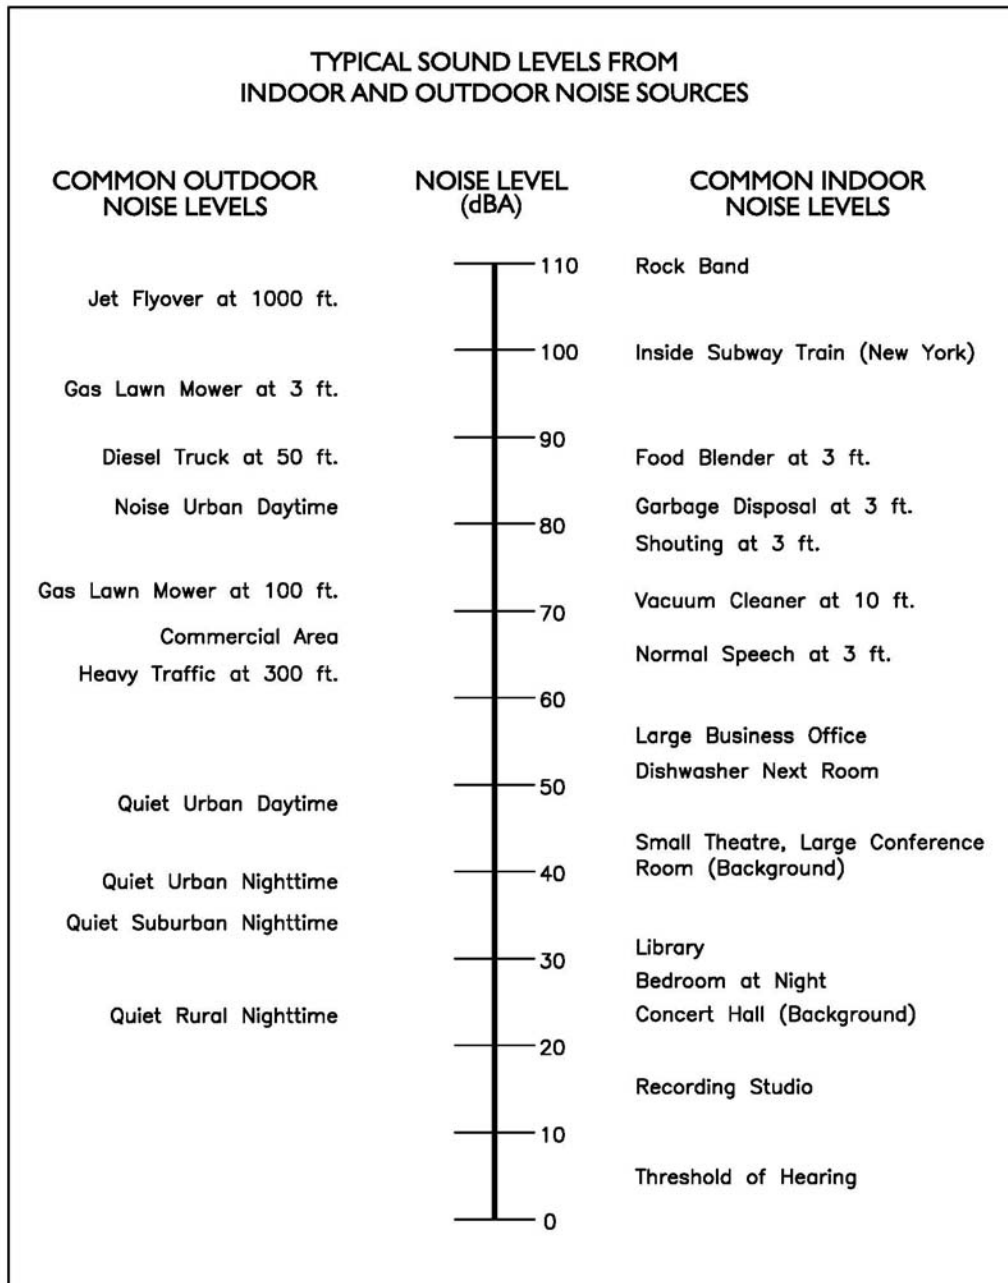 TYPICAL SOUND LEVELS FROM
INDOOR AND OUTDOOR NOISE SOURCES
COMMON OUTDOOR
NOISE LEVELS
NOISE LEVEL
(dBA)
COMMON INDOOR
NOISE LEVELS
110
Rock Band
Jet Flyover at 1000 ft.
100
Inside Subway Train (New York)
Gas Lawn Mower at 3 ft.
90
Diesel Truck at 50 ft.
Food Blender at 3 ft.
Noise Urban Daytime
Garbage Disposal at 3 ft.
80
Shouting at 3 ft.
Gas Lawn Mower at 100 ft.
Vacuum Cleaner at 10 ft.
70
Commercial Area
Normal Speech at 3 ft.
Heavy Traffic at 300 ft.
60
Large Business Office
Dishwasher Next Room
50
Quiet Urban Daytime
Small Theatre, Large Conference
Room (Background)
40
Quiet Urban Nighttime
Quiet Suburban Nighttime
Library
30
Bedroom at Night
Quiet Rural Nighttime
Concert Hall (Background)
20
Recording Studio
10
Threshold of Hearing
0